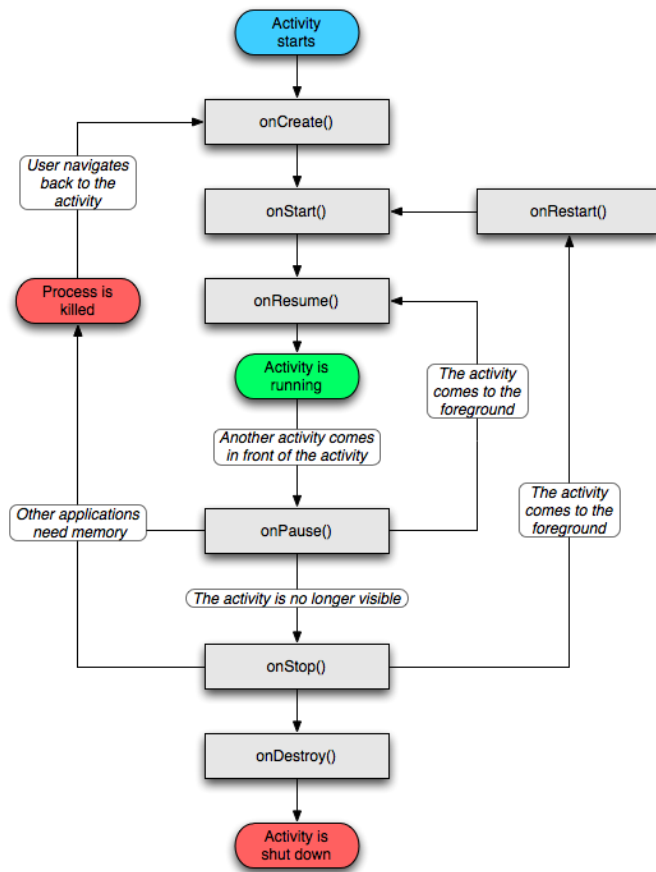 Activity
starts
onCreate()
User navigates
back to the
activity
onStart()
onRestart()
Process is
killed
onResume()
Activity is
running
The activity
comes to the
foreground
Another activity comes
in front of the activity
The activity
comes to the
foreground
Other applications
need memory
onPause()
The activity is no longer visible
onStop()
onDestroy()
Activity is
shut down